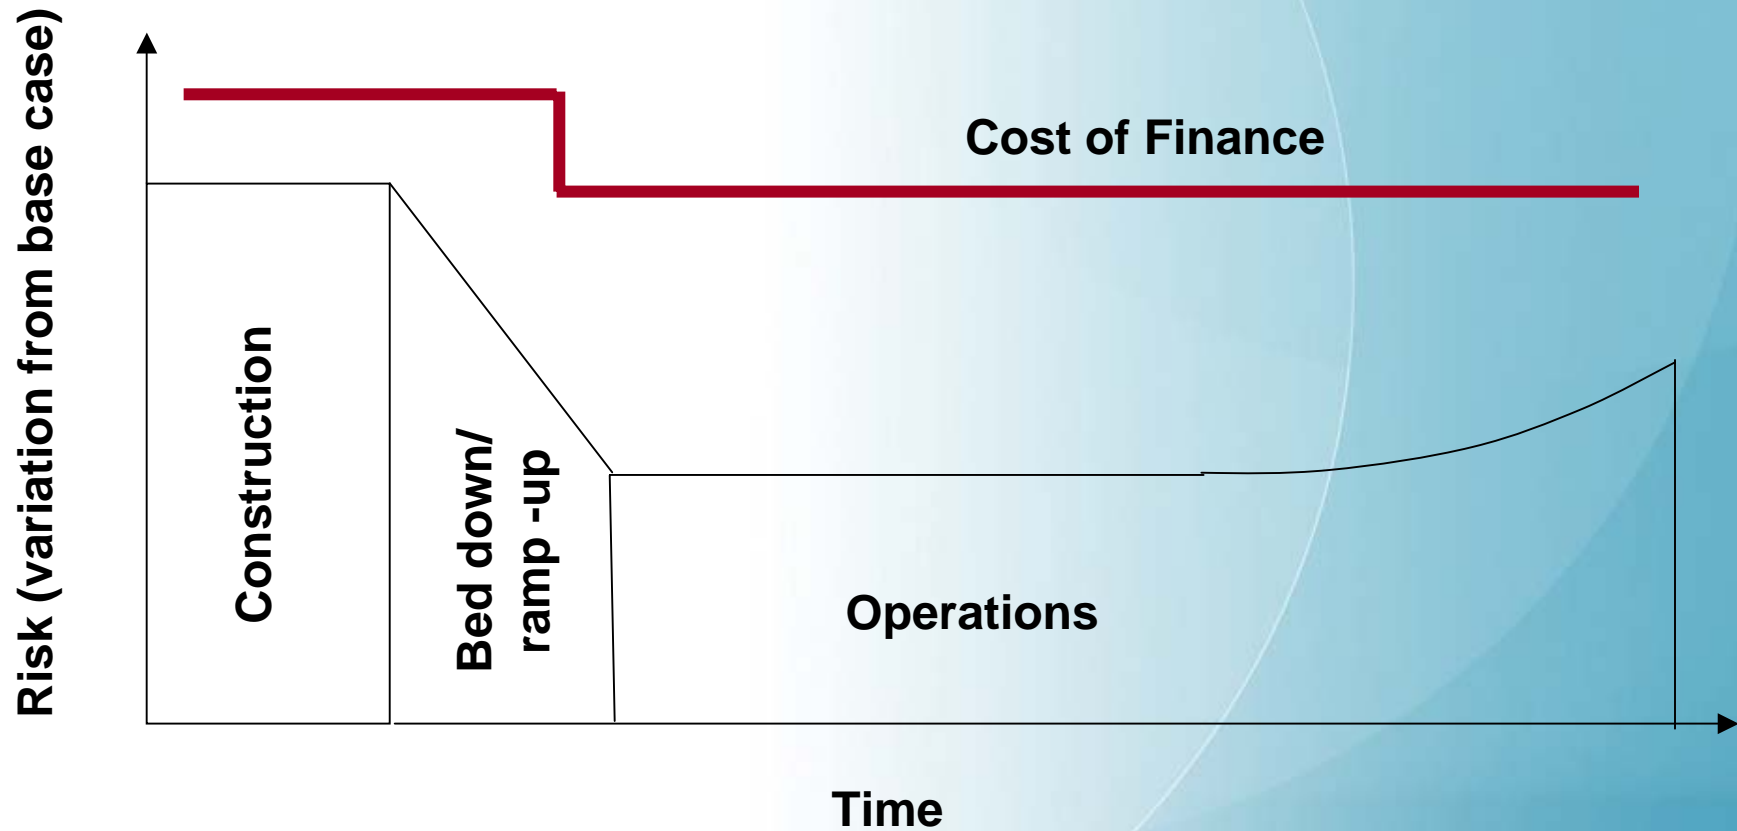 Risk (variation from base case)
Cost of Finance
Construction
Bed down/
ramp -up
Operations
Time